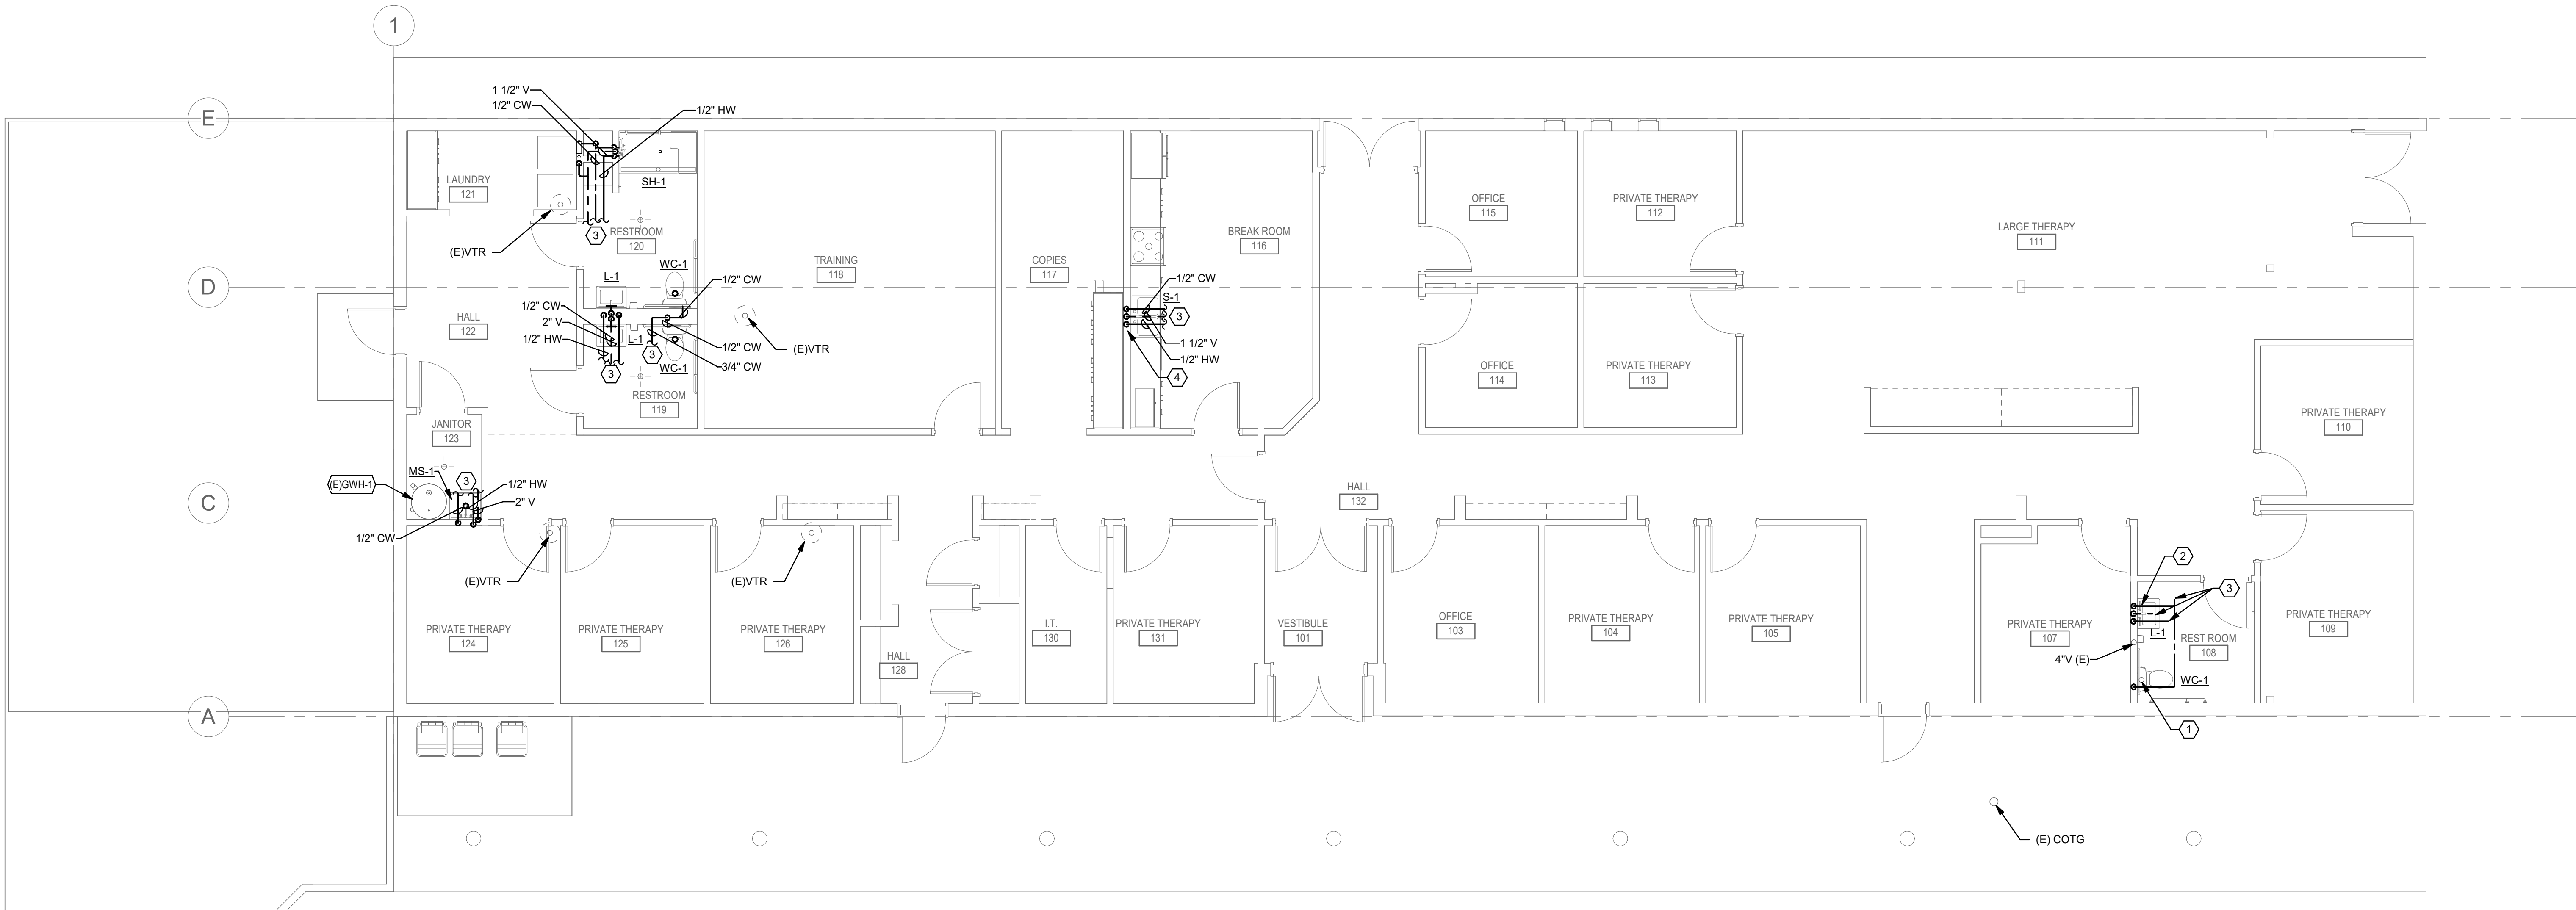 1
E
D
C
A
1 1/2" V
1/2" CW
1/2" HW
LAUNDRY
121
SH-1
(E)VTR
3
RESTROOM
120
L-1
WC-1
1/2" CW
1/2" CW
2" V
1/2" HW
L-1
3
3
1/2" CW
3/4" CW
WC-1
RESTROOM
119
HALL
122
JANITOR
123
MS-1
(E)GWH-1
3
1/2" HW
2" V
1/2" CW
TRAINING
118
(E)VTR
COPIES
117
BREAK ROOM
116
1/2" CW
S-1
3
1 1/2" V
1/2" HW
4
OFFICE
115
PRIVATE THERAPY
112
LARGE THERAPY
111
OFFICE
114
PRIVATE THERAPY
113
PRIVATE THERAPY
110
HALL
132
(E)VTR
(E)VTR
PRIVATE THERAPY
124
PRIVATE THERAPY
125
PRIVATE THERAPY
126
HALL
128
I.T.
130
PRIVATE THERAPY
131
VESTIBULE
101
OFFICE
103
PRIVATE THERAPY
104
PRIVATE THERAPY
105
PRIVATE THERAPY
107
2
3
L-1
REST ROOM
108
4"V (E)
WC-1
1
PRIVATE THERAPY
109
(E) COTG